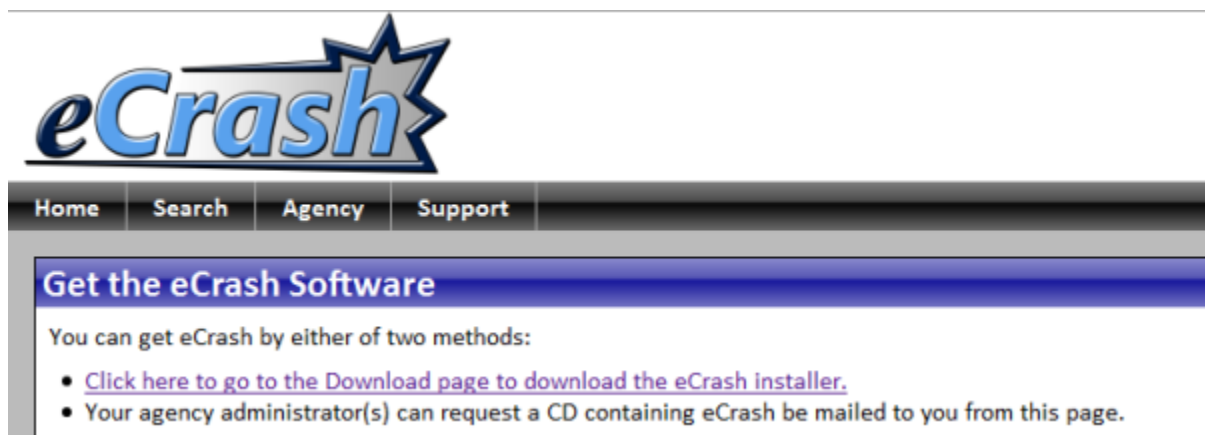 eCrash
Home Search Agency Support
Get the eCrash Software
You can get eCrash by either of two methods:
• Click here to go to the Download page to download the eCrash installer.
• Your agency administrator(s) can request a CD containing eCrash be mailed to you from this page.